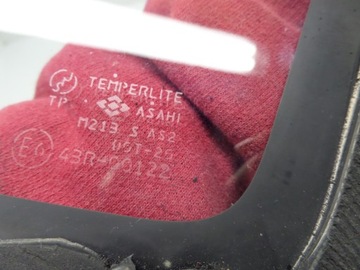 TEMPERLITE
TP ASAHI
M213 S AS2
E6 43R-00122